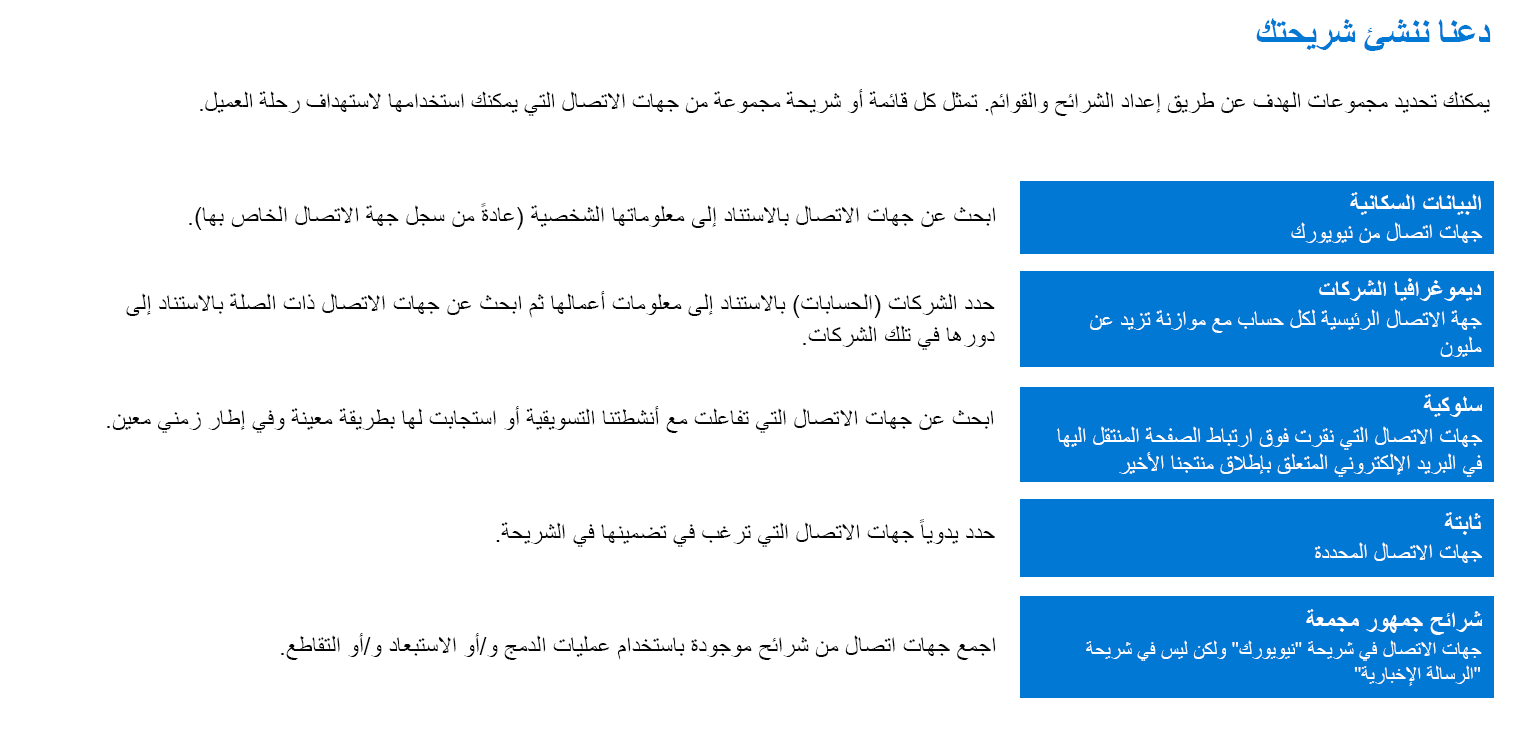 دعنا ننشئ شريحتك
يمكنك تحديد مجموعات الهدف عن طريق إعداد الشرائح والقوائم. تمثل كل قائمة أو شريحة مجموعة من جهات الاتصال التي يمكنك استخدامها لاستهداف رحلة العميل.
البيانات السكانية
جهات اتصال من نيويورك
ابحث عن جهات الاتصال بالاستناد إلى معلوماتها الشخصية (عادةً من سجل جهة الاتصال الخاص بها).
ديموغرافيا الشركات
جهة الاتصال الرئيسية لكل حساب مع موازنة تزيد عن
مليون
حدد الشركات (الحسابات) بالاستناد إلى معلومات أعمالها ثم ابحث عن جهات الاتصال ذات الصلة بالاستناد إلى
دورها في تلك الشركات.
سلوكية
جهات الاتصال التي نقرت فوق ارتباط الصفحة المنتقل اليها
في البريد الإلكتروني المتعلق بإطلاق منتجنا الأخير
ابحث عن جهات الاتصال التي تفاعلت مع أنشطتنا التسويقية أو استجابت لها بطريقة معينة وفي إطار زمني معين.
ثابتة
جهات الاتصال المحددة
حدد يدوياً جهات الاتصال التي ترغب في تضمينها في الشريحة.
شرائح جمهور مجمعة
جهات الاتصال في شريحة "نيويورك" ولكن ليس في شريحة
"الرسالة الإخبارية"
اجمع جهات اتصال من شرائح موجودة باستخدام عمليات الدمج و/أو الاستبعاد و/أو التقاطع.